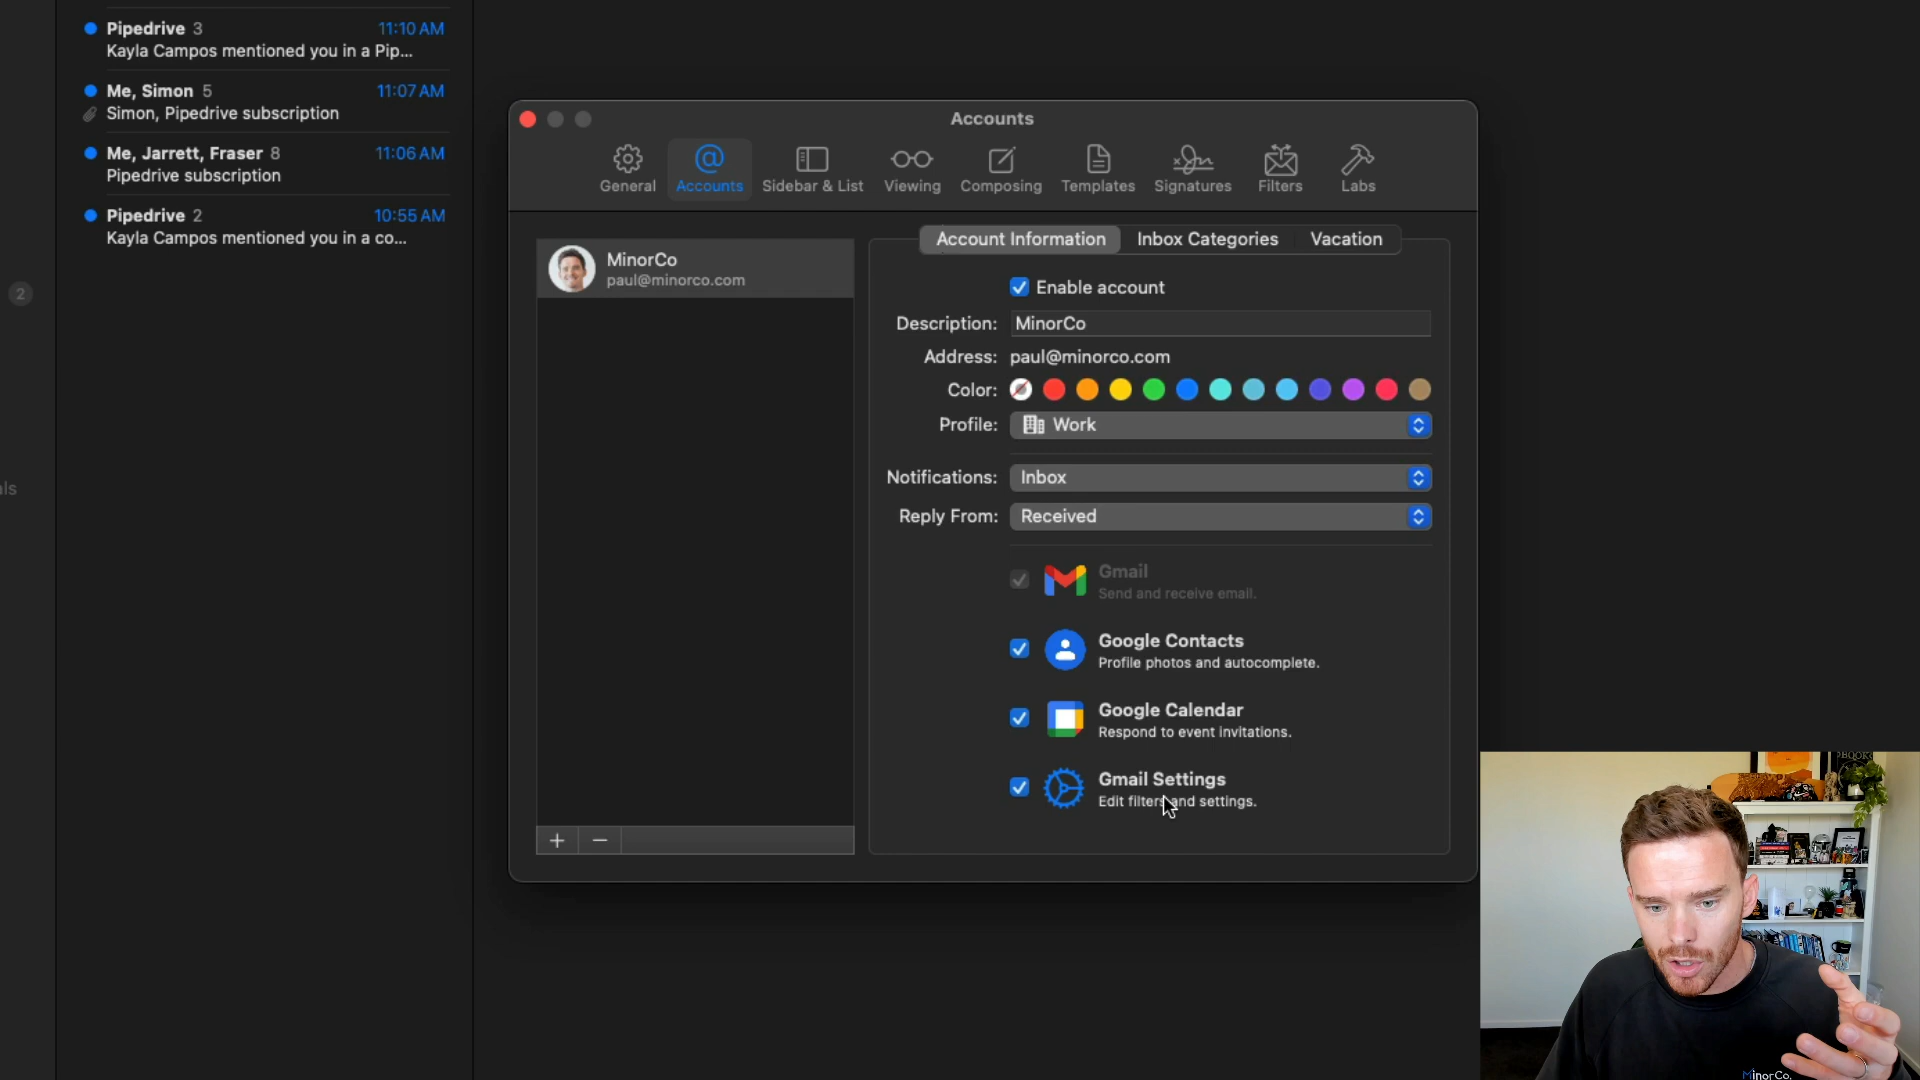 Pipedrive 3 11:10 AM
Kayla Campos mentioned you in a Pip...
Me, Simon 5 11:07 AM
Simon, Pipedrive subscription
Me, Jarrett, Fraser 8 11:06 AM
Pipedrive subscription
Pipedrive 2 10:55 AM
Kayla Campos mentioned you in a co...
2
als
Accounts
General Accounts Sidebar & List Viewing Composing Templates Signatures Filters Labs
MinorCo
paul@minorco.com
Account Information Inbox Categories Vacation
Enable account
Description: MinorCo
Address: paul@minorco.com
Color:
Profile: Work
Notifications: Inbox
Reply From: Received
Gmail
Send and receive email.
Google Contacts
Profile photos and autocomplete.
Google Calendar
Respond to event invitations.
Gmail Settings
Edit filters and settings.
+ −
MinorCo.